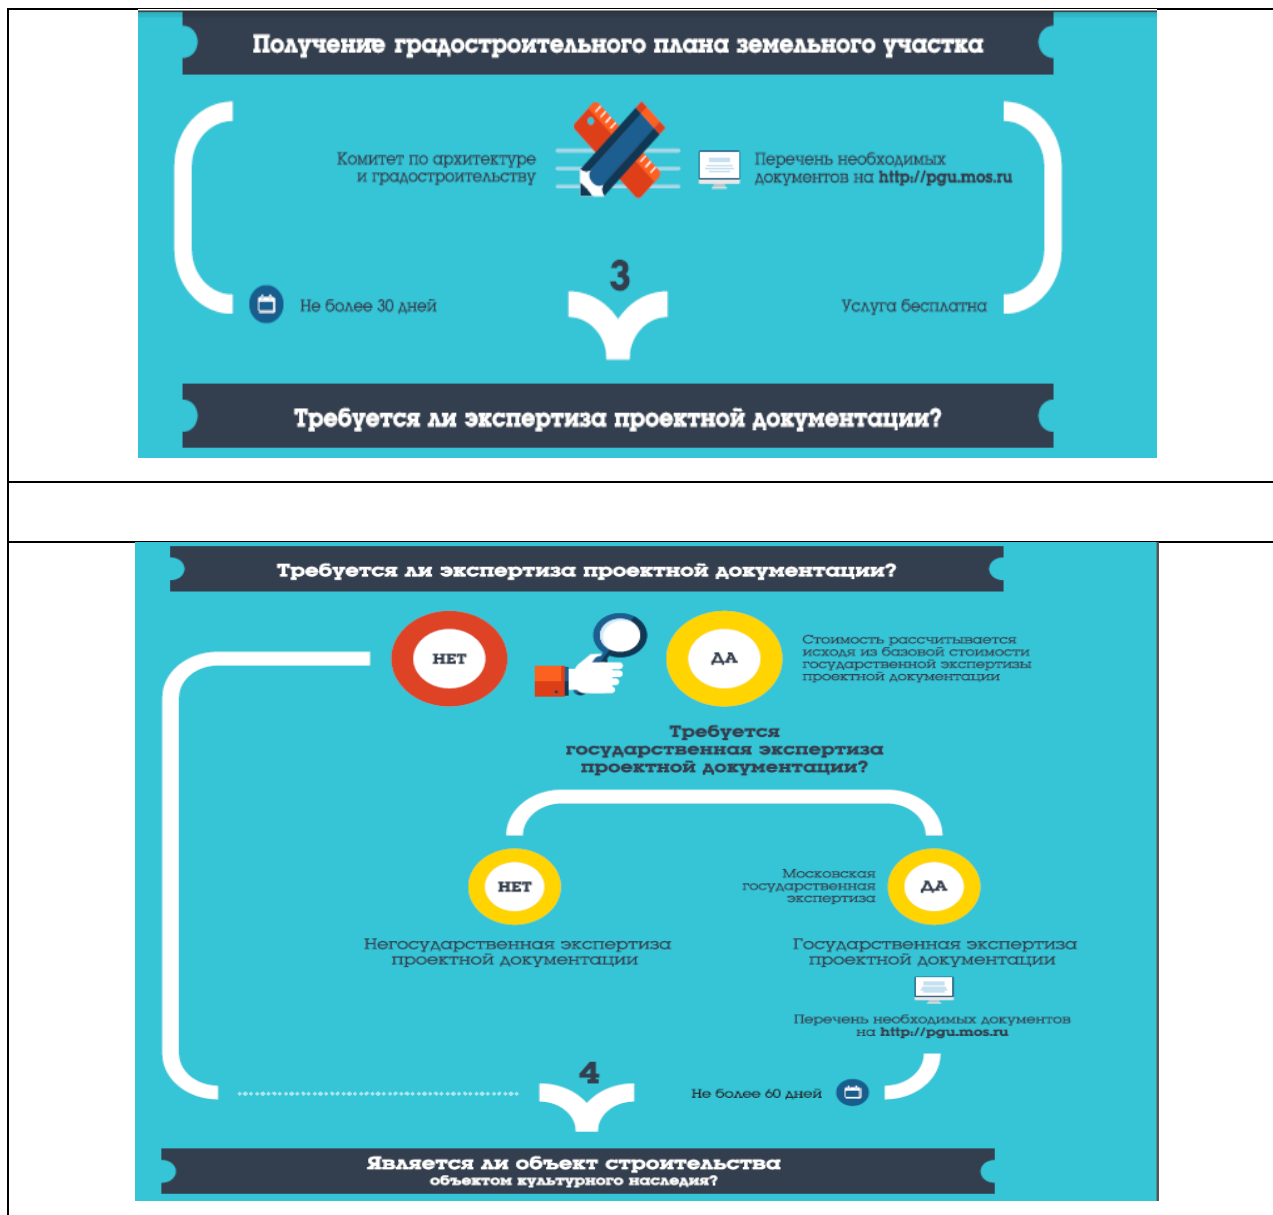 Получение градостроительного плана земельного участка
Комитет по архитектуре
и градостроительству
Перечень необходимых
документов на http://pgu.mos.ru
Не более 30 дней
3
Услуга бесплатна
Требуется ли экспертиза проектной документации?
Требуется ли экспертиза проектной документации?
НЕТ
ДА
Стоимость рассчитывается
исходя из базовой стоимости
государственной экспертизы
проектной документации
Требуется
государственная экспертиза
проектной документации?
НЕТ
Негосударственная экспертиза
проектной документации
Московская
государственная
экспертиза
ДА
Государственная экспертиза
проектной документации
Перечень необходимых документов
на http://pgu.mos.ru
4
Не более 60 дней
Является ли объект строительства
объектом культурного наследия?